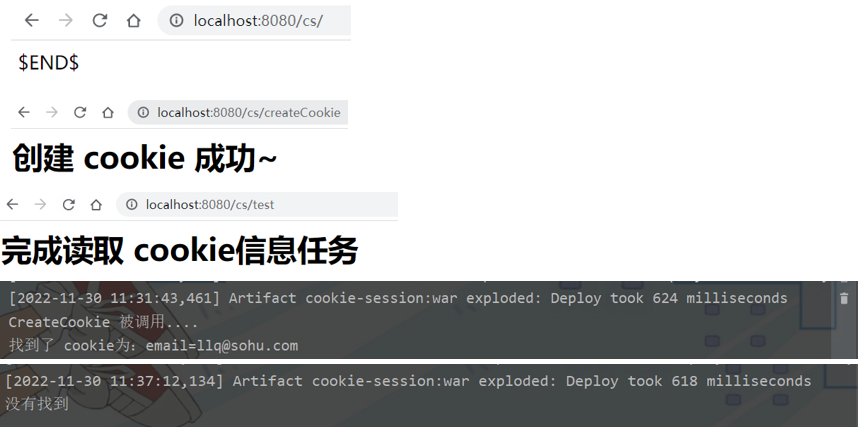 localhost:8080/cs/
$END$
localhost:8080/cs/createCookie
创建 cookie 成功~
localhost:8080/cs/test
完成读取 cookie信息任务
[2022-11-30 11:31:43,461] Artifact cookie-session:war exploded: Deploy took 624 milliseconds
CreateCookie 被调用....
找到了 cookie为：email=llq@sohu.com
[2022-11-30 11:37:12,134] Artifact cookie-session:war exploded: Deploy took 618 milliseconds
没有找到